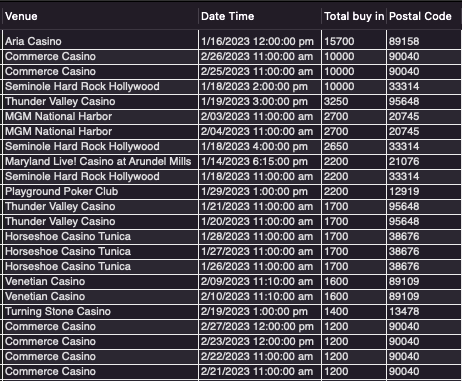 Venue Date Time Total buy in Postal Code
Aria Casino 1/16/2023 12:00:00 pm 15700 89158
Commerce Casino 2/26/2023 11:00:00 am 10000 90040
Commerce Casino 2/25/2023 11:00:00 am 10000 90040
Seminole Hard Rock Hollywood 1/18/2023 2:00:00 pm 10000 33314
Thunder Valley Casino 1/19/2023 3:00:00 pm 3250 95648
MGM National Harbor 2/03/2023 11:00:00 am 2700 20745
MGM National Harbor 2/04/2023 11:00:00 am 2700 20745
Seminole Hard Rock Hollywood 1/18/2023 4:00:00 pm 2650 33314
Maryland Live! Casino at Arundel Mills 1/14/2023 6:15:00 pm 2200 21076
Seminole Hard Rock Hollywood 1/18/2023 11:00:00 am 2200 33314
Playground Poker Club 1/29/2023 1:00:00 pm 2200 12919
Thunder Valley Casino 1/21/2023 11:00:00 am 1700 95648
Thunder Valley Casino 1/20/2023 11:00:00 am 1700 95648
Horseshoe Casino Tunica 1/28/2023 11:00:00 am 1700 38676
Horseshoe Casino Tunica 1/27/2023 11:00:00 am 1700 38676
Horseshoe Casino Tunica 1/26/2023 11:00:00 am 1700 38676
Venetian Casino 2/09/2023 11:10:00 am 1600 89109
Venetian Casino 2/10/2023 11:10:00 am 1600 89109
Turning Stone Casino 2/19/2023 1:00:00 pm 1400 13478
Commerce Casino 2/27/2023 12:00:00 pm 1200 90040
Commerce Casino 2/23/2023 12:00:00 pm 1200 90040
Commerce Casino 2/22/2023 11:00:00 am 1200 90040
Commerce Casino 2/21/2023 11:00:00 am 1200 90040